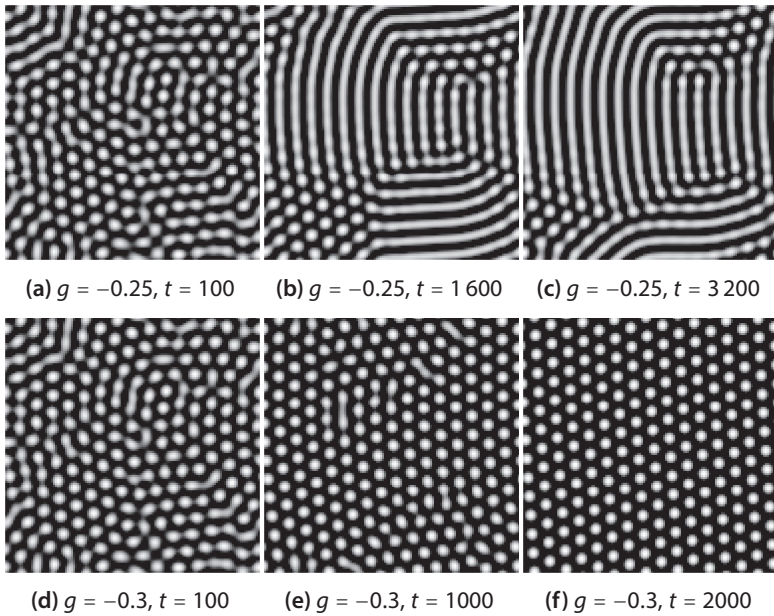 (a) g = −0.25, t = 100
(b) g = −0.25, t = 1 600
(c) g = −0.25, t = 3 200
(d) g = −0.3, t = 100
(e) g = −0.3, t = 1000
(f) g = −0.3, t = 2000